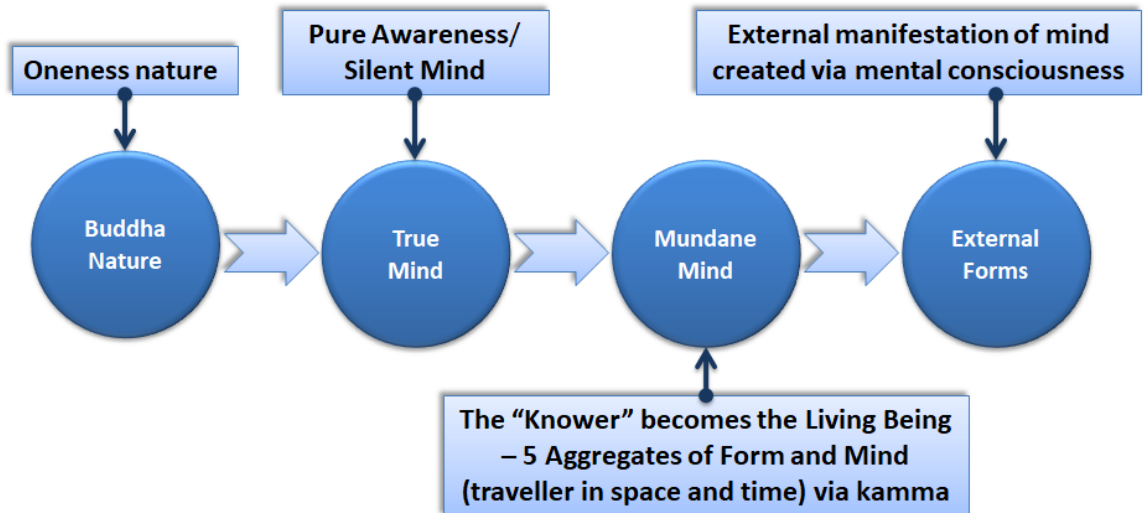 Oneness nature
Pure Awareness/
Silent Mind
External manifestation of mind
created via mental consciousness
Buddha
Nature
True
Mind
Mundane
Mind
External
Forms
The “Knower” becomes the Living Being
– 5 Aggregates of Form and Mind
(traveller in space and time) via kamma